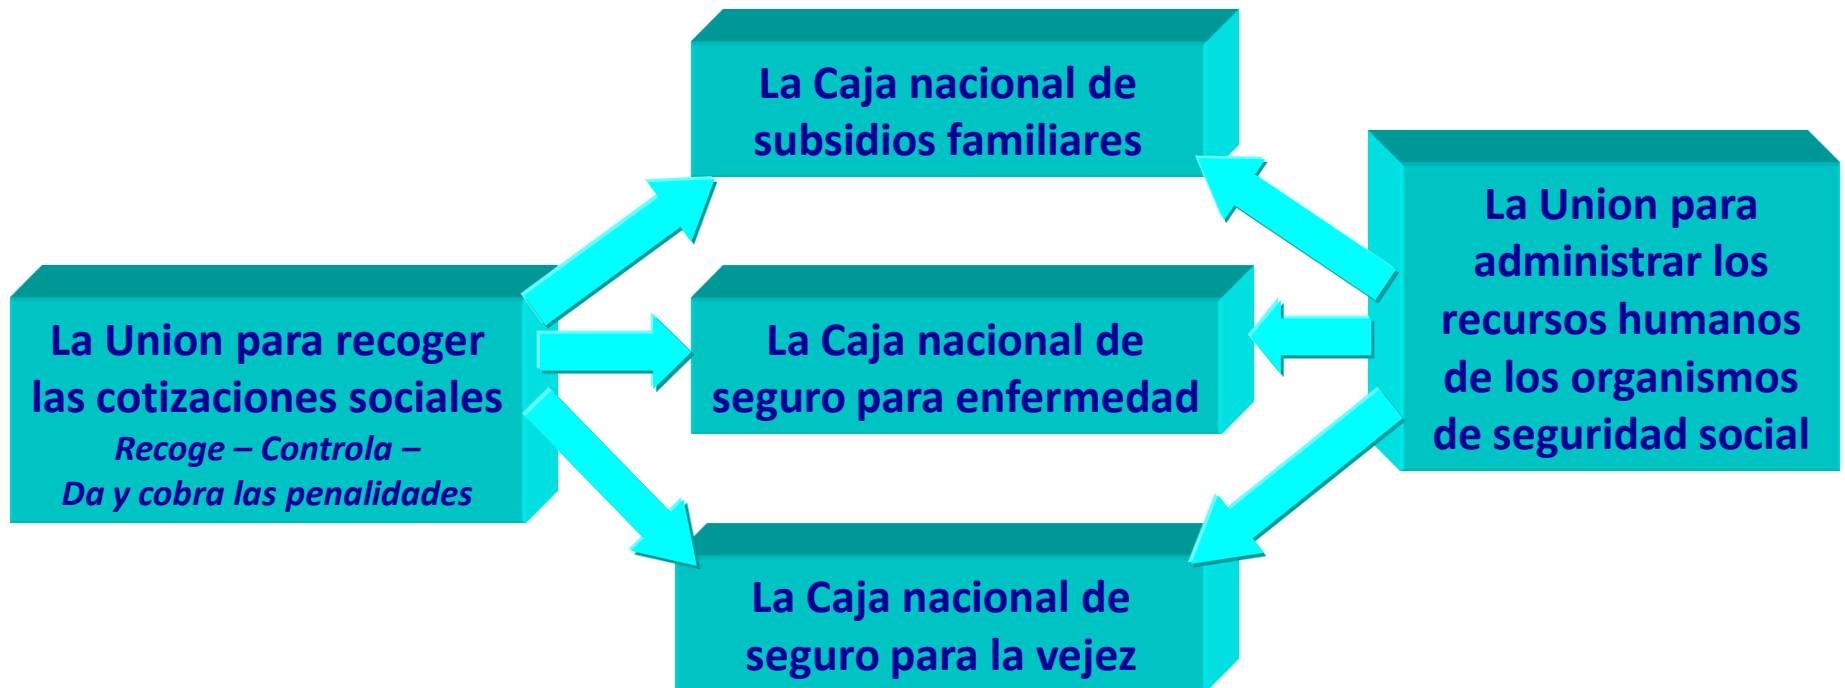 La Caja nacional de
subsidios familiares
La Union para recoger
las cotizaciones sociales
Recoge – Controla –
Da y cobra las penalidades
La Caja nacional de
seguro para enfermedad
La Caja nacional de
seguro para la vejez
La Union para
administrar los
recursos humanos
de los organismos
de seguridad social